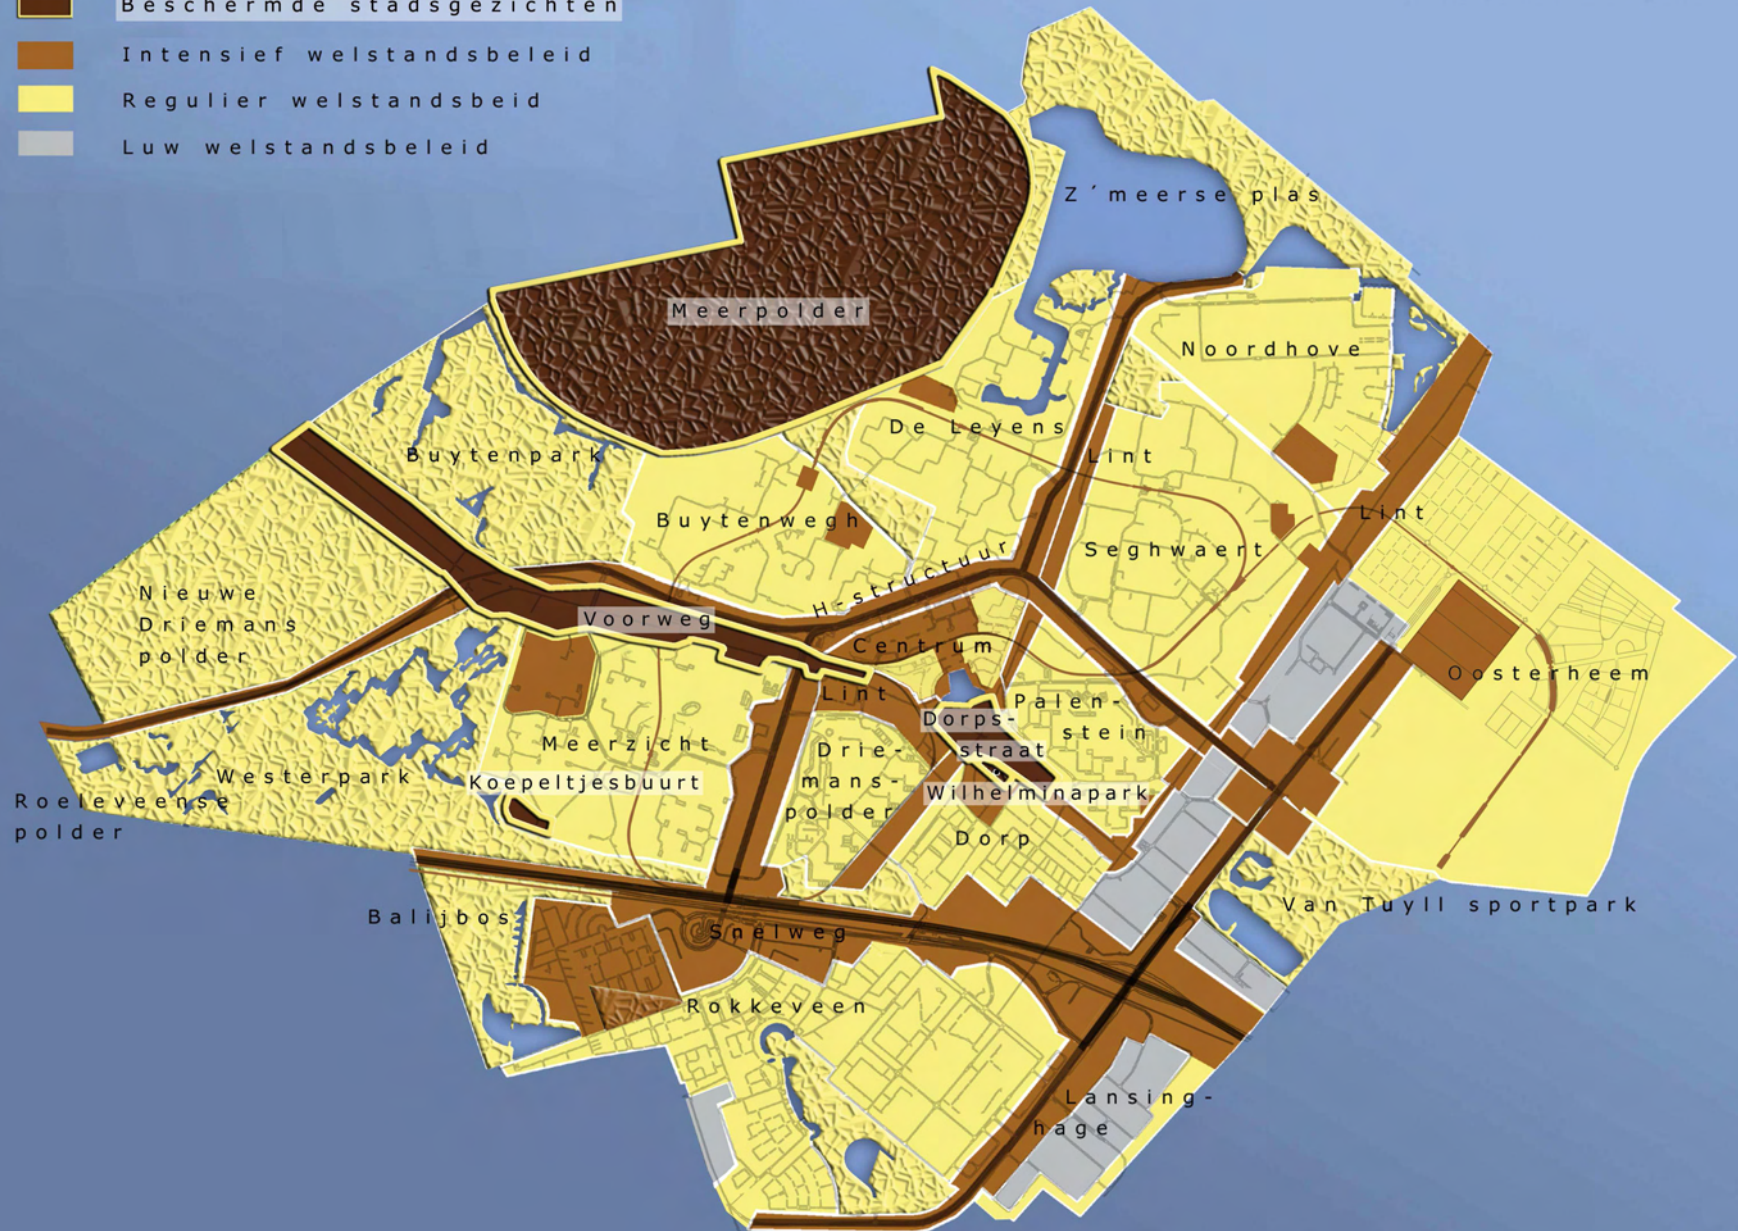 Beschermde stadsgezichten
Intensief welstandsbeleid
Regulier welstandsbeid
Luw welstandsbeleid
Z´meerse plas
Meerpolder
Noordhove
De Leyens
Lint
Buytenpark
Buytenwegh
Lint
H-structuur
Seghwaert
Nieuwe
Driemans
polder
Voorweg
Centrum
Oosterheem
Lint
Palen-
stein
Dorps-
straat
Meerzicht
Drie-
mans-
polder
Westerpark
Koepeltjesbuurt
Wilhelminapark
Roeleveense
polder
Dorp
Balijbos
Van Tuyll sportpark
Snelweg
Rokkeveen
Lansing-
hage